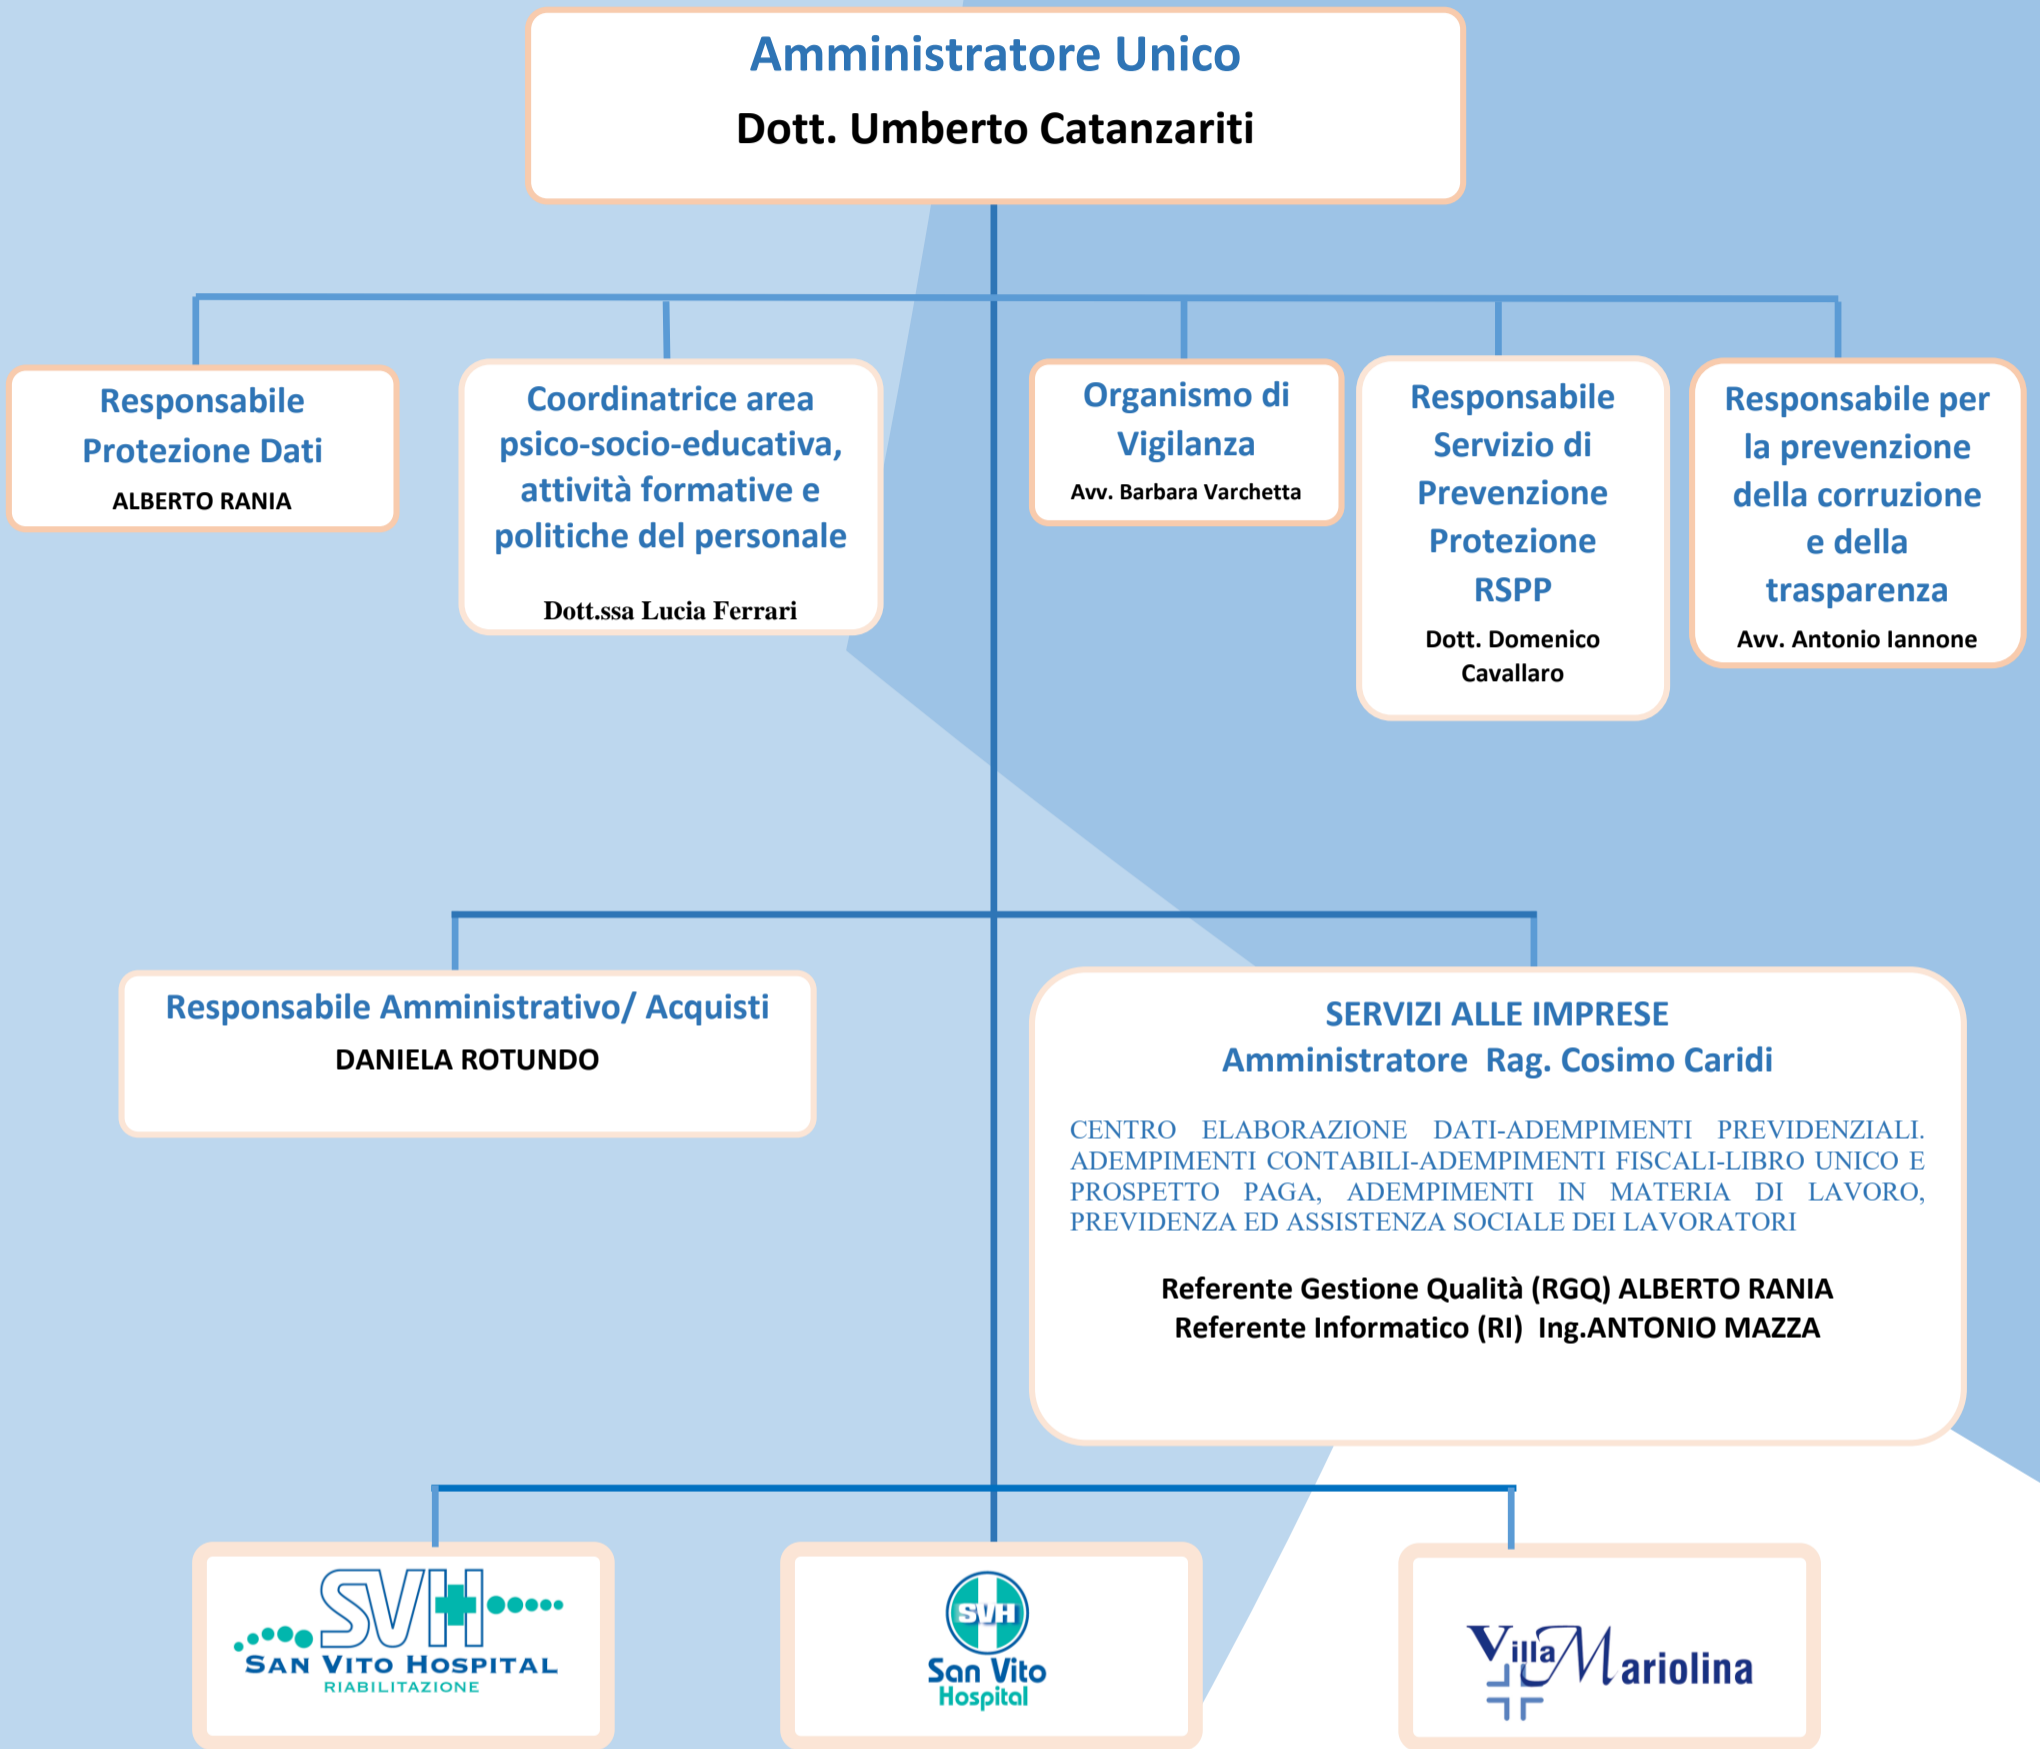 Amministratore Unico
Dott. Umberto Catanzariti
Responsabile
Protezione Dati
ALBERTO RANIA
Coordinatrice area
psico-socio-educativa,
attività formative e
politiche del personale
Dott.ssa Lucia Ferrari
Organismo di
Vigilanza
Avv. Barbara Varchetta
Responsabile
Servizio di
Prevenzione
Protezione
RSPP
Dott. Domenico
Cavallaro
Responsabile per
la prevenzione
della corruzione
e della
trasparenza
Avv. Antonio Iannone
Responsabile Amministrativo/ Acquisti
DANIELA ROTUNDO
SERVIZI ALLE IMPRESE
Amministratore Rag. Cosimo Caridi
CENTRO ELABORAZIONE DATI-ADEMPIMENTI PREVIDENZIALI.
ADEMPIMENTI CONTABILI-ADEMPIMENTI FISCALI-LIBRO UNICO E
PROSPETTO PAGA, ADEMPIMENTI IN MATERIA DI LAVORO,
PREVIDENZA ED ASSISTENZA SOCIALE DEI LAVORATORI
Referente Gestione Qualità (RGQ) ALBERTO RANIA
Referente Informatico (RI) Ing.ANTONIO MAZZA
SVH
SAN VITO HOSPITAL
RIABILITAZIONE
SVH
San Vito
Hospital
Villa Mariolina